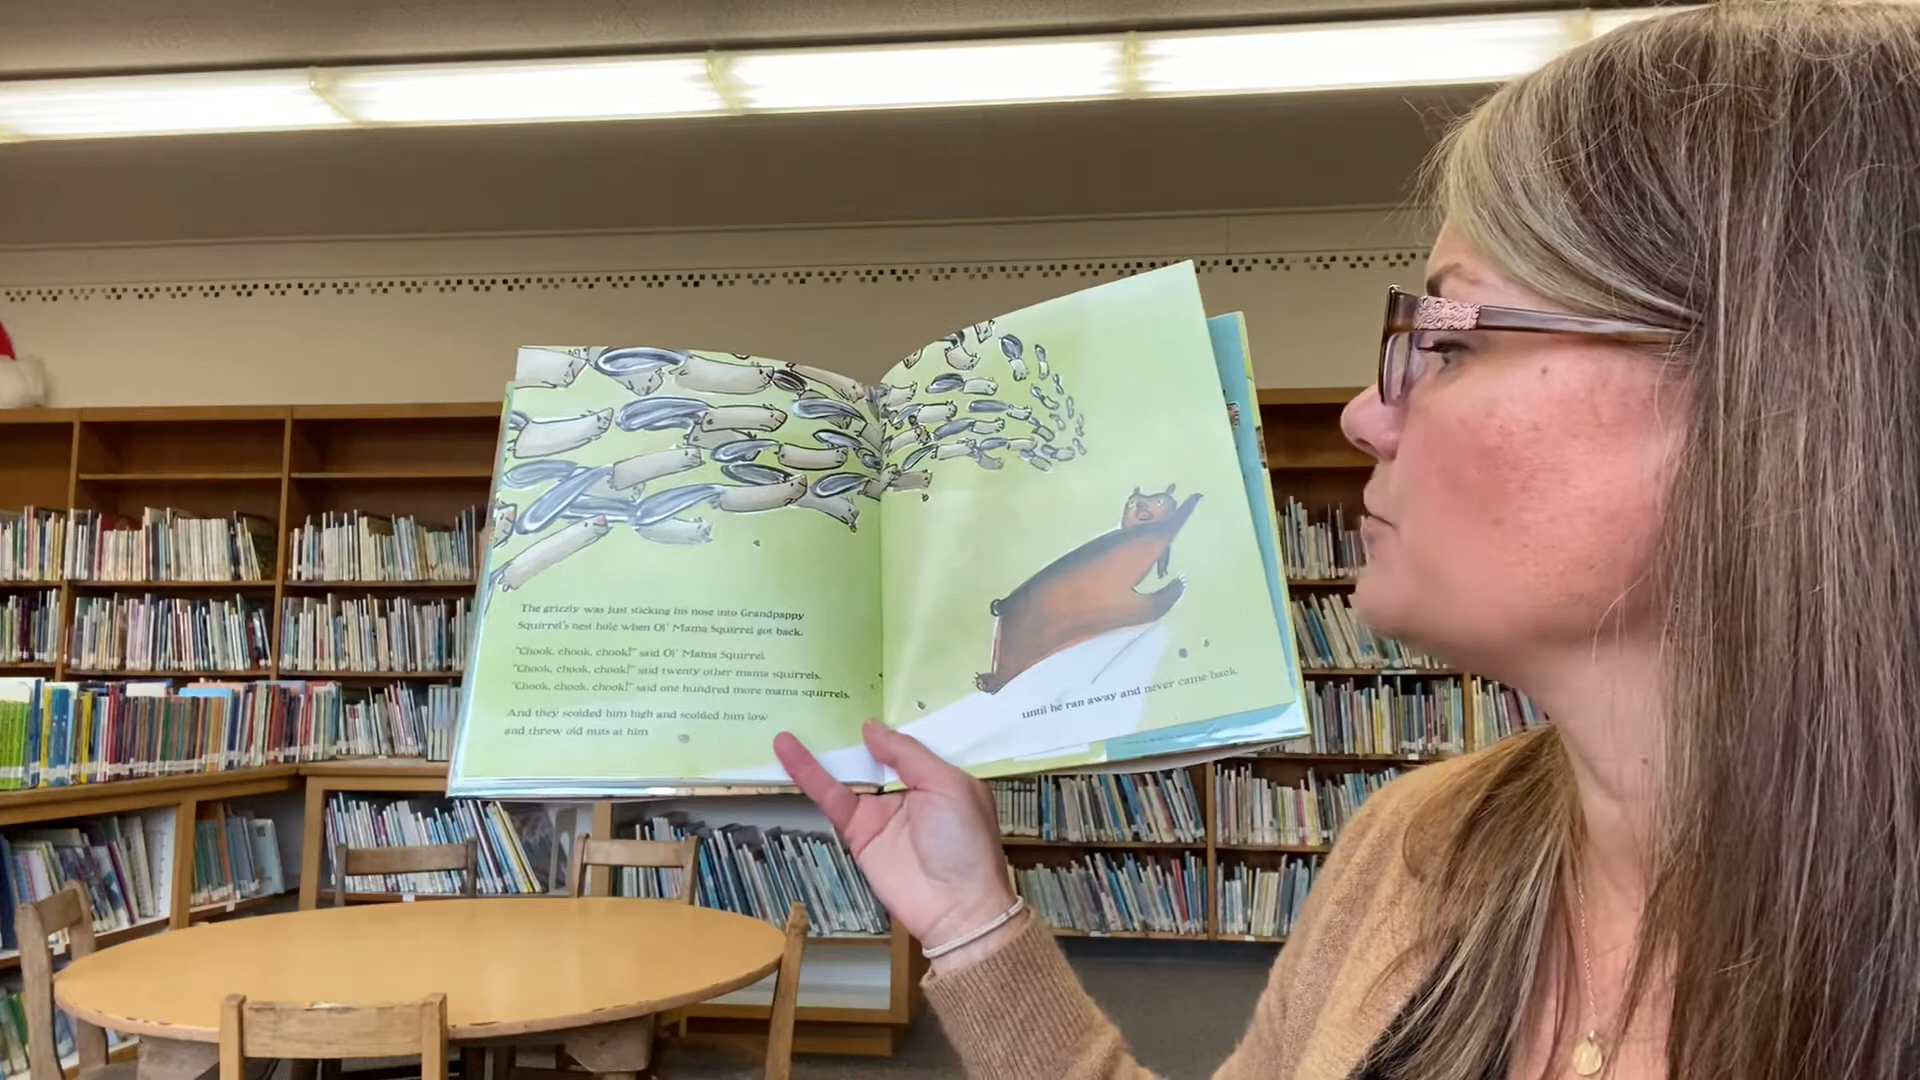 The grizzly was just sticking his nose into Grandpappy
Squirrel's nest hole when Ol' Mama Squirrel got back.
"Chook, chook, chook!" said Ol' Mama Squirrel.
"Chook, chook, chook!" said twenty other mama squirrels.
"Chook, chook, chook!" said one hundred more mama squirrels.
And they scolded him high and scolded him low
and threw old nuts at him
until he ran away and never came back.